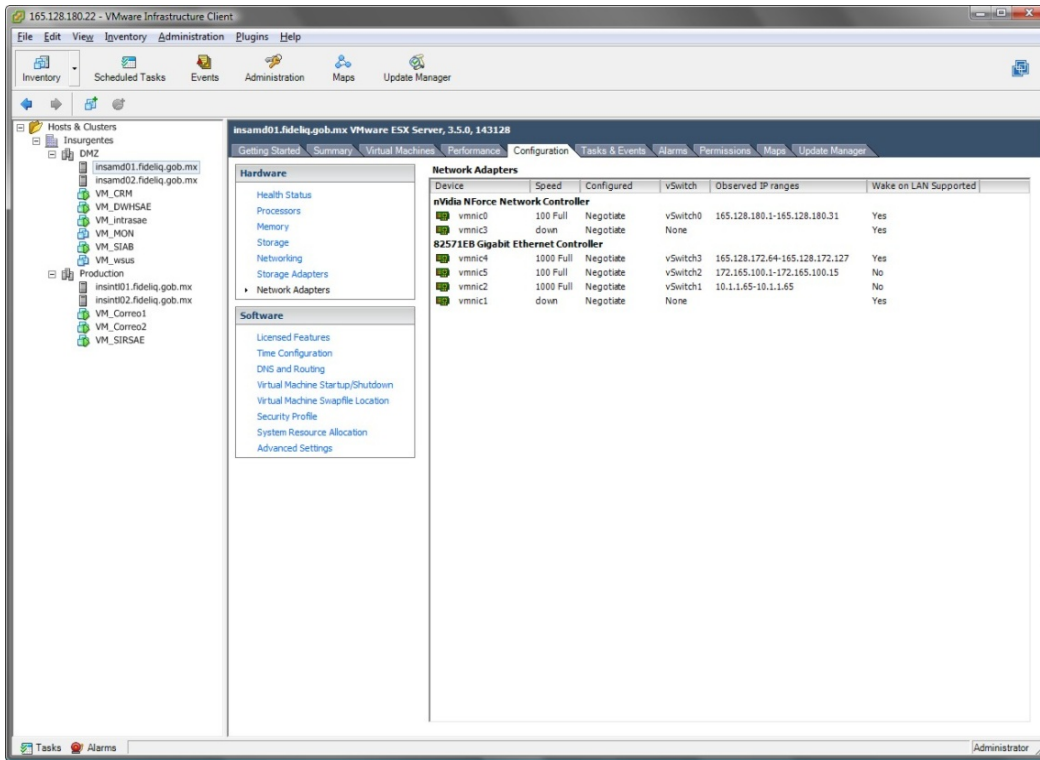 165.128.180.22 - VMware Infrastructure Client
File Edit View Inventory Administration Plugins Help
Inventory Scheduled Tasks Events Administration Maps Update Manager
Hosts & Clusters
Insurgentes
DMZ
insamd01.fideliq.gob.mx
insamd02.fideliq.gob.mx
VM_CRM
VM_DWHSAE
VM_intrasae
VM_MON
VM_SIAB
VM_wsus
Production
insintl01.fideliq.gob.mx
insintl02.fideliq.gob.mx
VM_Correo1
VM_Correo2
VM_SIRSAE
insamd01.fideliq.gob.mx VMware ESX Server, 3.5.0, 143128
Getting Started Summary Virtual Machines Performance Configuration Tasks & Events Alarms Permissions Maps Update Manager
Hardware
Health Status
Processors
Memory
Storage
Networking
Storage Adapters
Network Adapters
Software
Licensed Features
Time Configuration
DNS and Routing
Virtual Machine Startup/Shutdown
Virtual Machine Swapfile Location
Security Profile
System Resource Allocation
Advanced Settings
Network Adapters
Device Speed Configured vSwitch Observed IP ranges Wake on LAN Supported
nVidia NForce Network Controller
vmnic0 100 Full Negotiate vSwitch0 165.128.180.1-165.128.180.31 Yes
vmnic3 down Negotiate None Yes
82571EB Gigabit Ethernet Controller
vmnic4 1000 Full Negotiate vSwitch3 165.128.172.64-165.128.172.127 Yes
vmnic5 100 Full Negotiate vSwitch2 172.165.100.1-172.165.100.15 No
vmnic2 1000 Full Negotiate vSwitch1 10.1.1.65-10.1.1.65 No
vmnic1 down Negotiate None Yes
Tasks Alarms Administrator